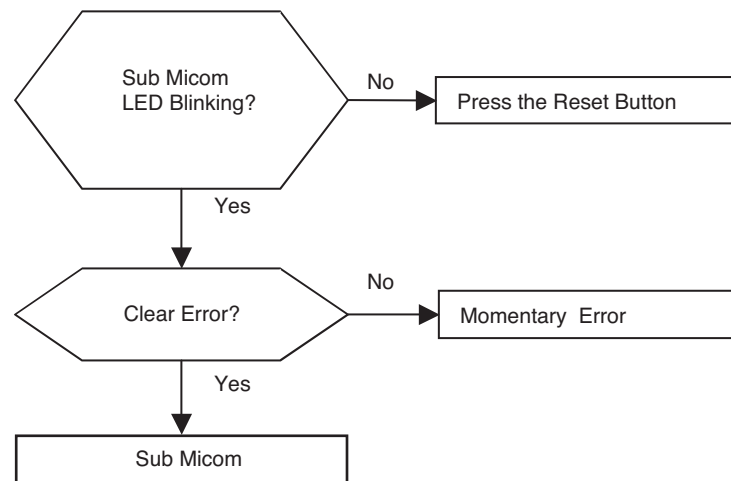 Sub Micom
LED Blinking?
No
Press the Reset Button
Yes
Clear Error?
No
Momentary Error
Yes
Sub Micom